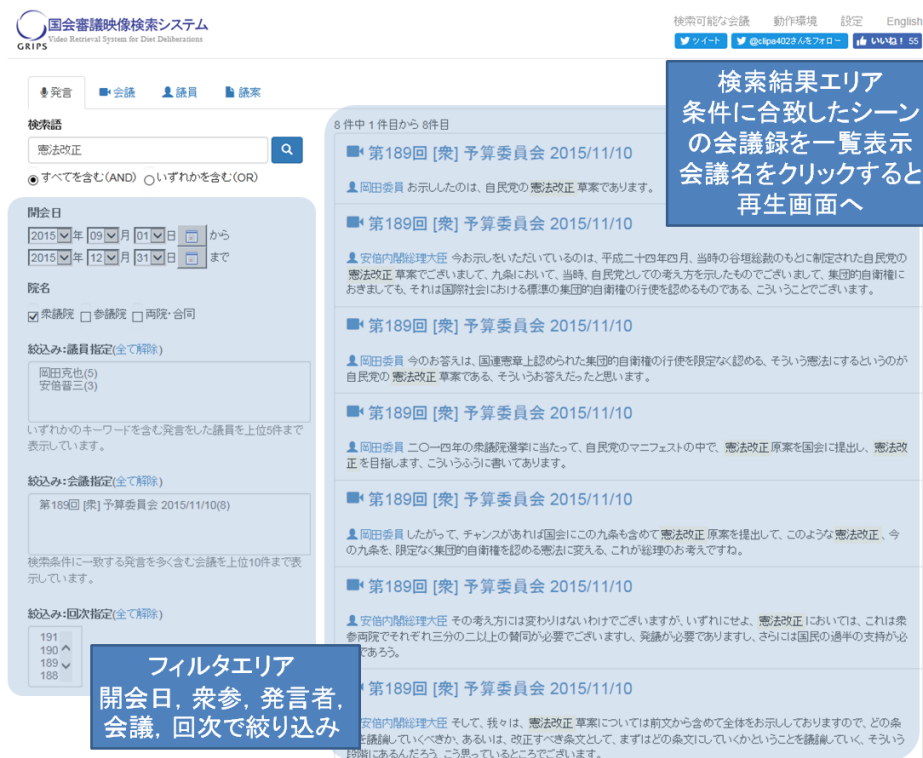 国会審議映像検索システム
Video Retrieval System for Diet Deliberations
GRIPS
検索可能な会議 動作環境 設定 English
ツイート @clipa402さんをフォロー いいね! 55
発言 会議 議員 議案
検索語
憲法改正
すべてを含む(AND) いずれかを含む(OR)
開会日
2015年 09月 01日 から
2015年 12月 31日 まで
院名
衆議院 参議院 両院・合同
絞込み:議員指定(全て解除)
岡田克也(5)
安倍晋三(3)
いずれかのキーワードを含む発言をした議員を上位5件まで
表示しています。
絞込み:会議指定(全て解除)
第189回 [衆] 予算委員会 2015/11/10(8)
検索条件に一致する発言を多く含む会議を上位10件まで表
示しています。
絞込み:回次指定(全て解除)
191
190
189
188
フィルタエリア
開会日, 衆参, 発言者,
会議, 回次で絞り込み
8 件中 1 件目から 8件目
第189回 [衆] 予算委員会 2015/11/10
岡田委員 お示ししたのは、自民党の 憲法改正 草案であります。
第189回 [衆] 予算委員会 2015/11/10
安倍内閣総理大臣 今お示しをいただいているのは、平成二十四年四月、当時の谷垣総裁のもとに制定された自民党の
憲法改正 草案でございまして、九条において、当時、自民党としての考え方を示したものでございまして、集団的自衛権に
おきましても、それは国際社会における標準の集団的自衛権の行使を認めるものである、こういうことでございます。
第189回 [衆] 予算委員会 2015/11/10
岡田委員 今のお答えは、国連憲章上認められた集団的自衛権の行使を限定なく認める、そういう憲法にするというのが
自民党の 憲法改正 草案である、そういうお答えだったと思います。
第189回 [衆] 予算委員会 2015/11/10
岡田委員 二〇一四年の衆議院選挙に当たって、自民党のマニフェストの中で、 憲法改正 原案を国会に提出し、 憲法改
正 を目指します、こういうふうに書いてあります。
第189回 [衆] 予算委員会 2015/11/10
岡田委員 したがって、チャンスがあれば国会にこの九条も含めて 憲法改正 原案を提出して、このような 憲法改正 、今
の九条を、限定なく集団的自衛権を認める憲法に変える、これが総理のお考えですね。
第189回 [衆] 予算委員会 2015/11/10
安倍内閣総理大臣 その考え方には変わりはないわけでございますが、いずれにせよ、 憲法改正 においては、これは衆
参両院でそれぞれ三分の二以上の賛同が必要でございますし、発議が必要でありますし、さらには国民の過半の支持が必
であろう。
第189回 [衆] 予算委員会 2015/11/10
安倍内閣総理大臣 そして、我々は、 憲法改正 草案については前文から含めて全体をお示ししておりますので、どの条
を議論していくべきか、あるいは、改正すべき条文として、まずはどの条文にしていくかということを議論していく、そういう
段階にあるんだろう、こう思っているところでございます。
検索結果エリア
条件に合致したシーン
の会議録を一覧表示
会議名をクリックすると
再生画面へ